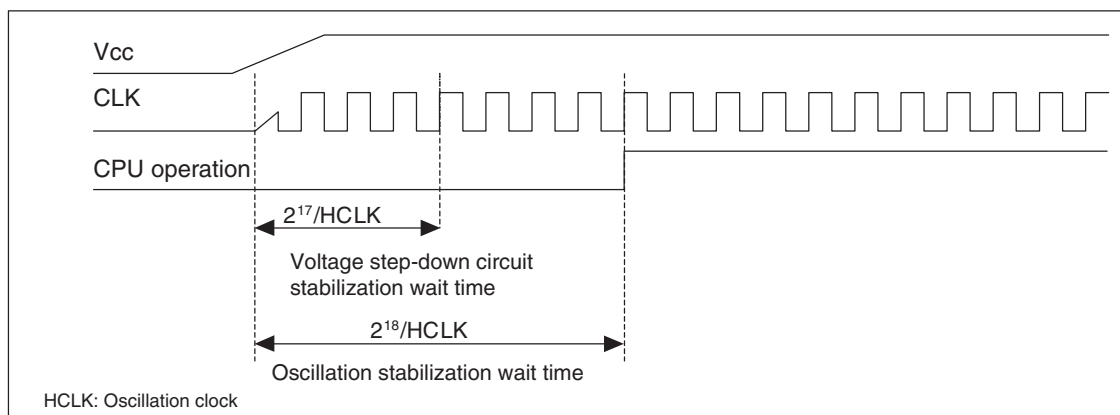 Vcc
CLK
CPU operation
2¹⁷/HCLK
Voltage step-down circuit
stabilization wait time
2¹⁸/HCLK
Oscillation stabilization wait time
HCLK: Oscillation clock